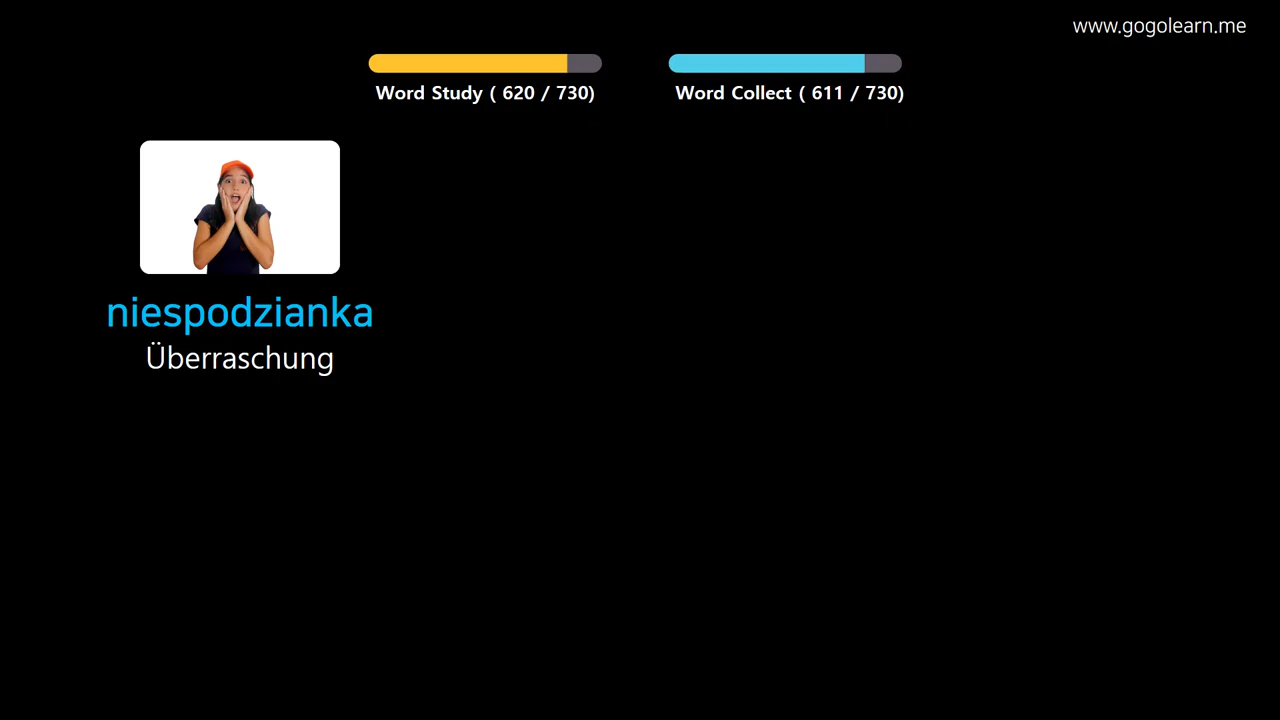 www.gogolearn.me
Word Study ( 620 / 730)
Word Collect ( 611 / 730)
niespodzianka
Überraschung